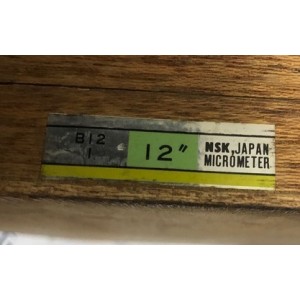 B12
1
12"
NSK, JAPAN
MICROMETER